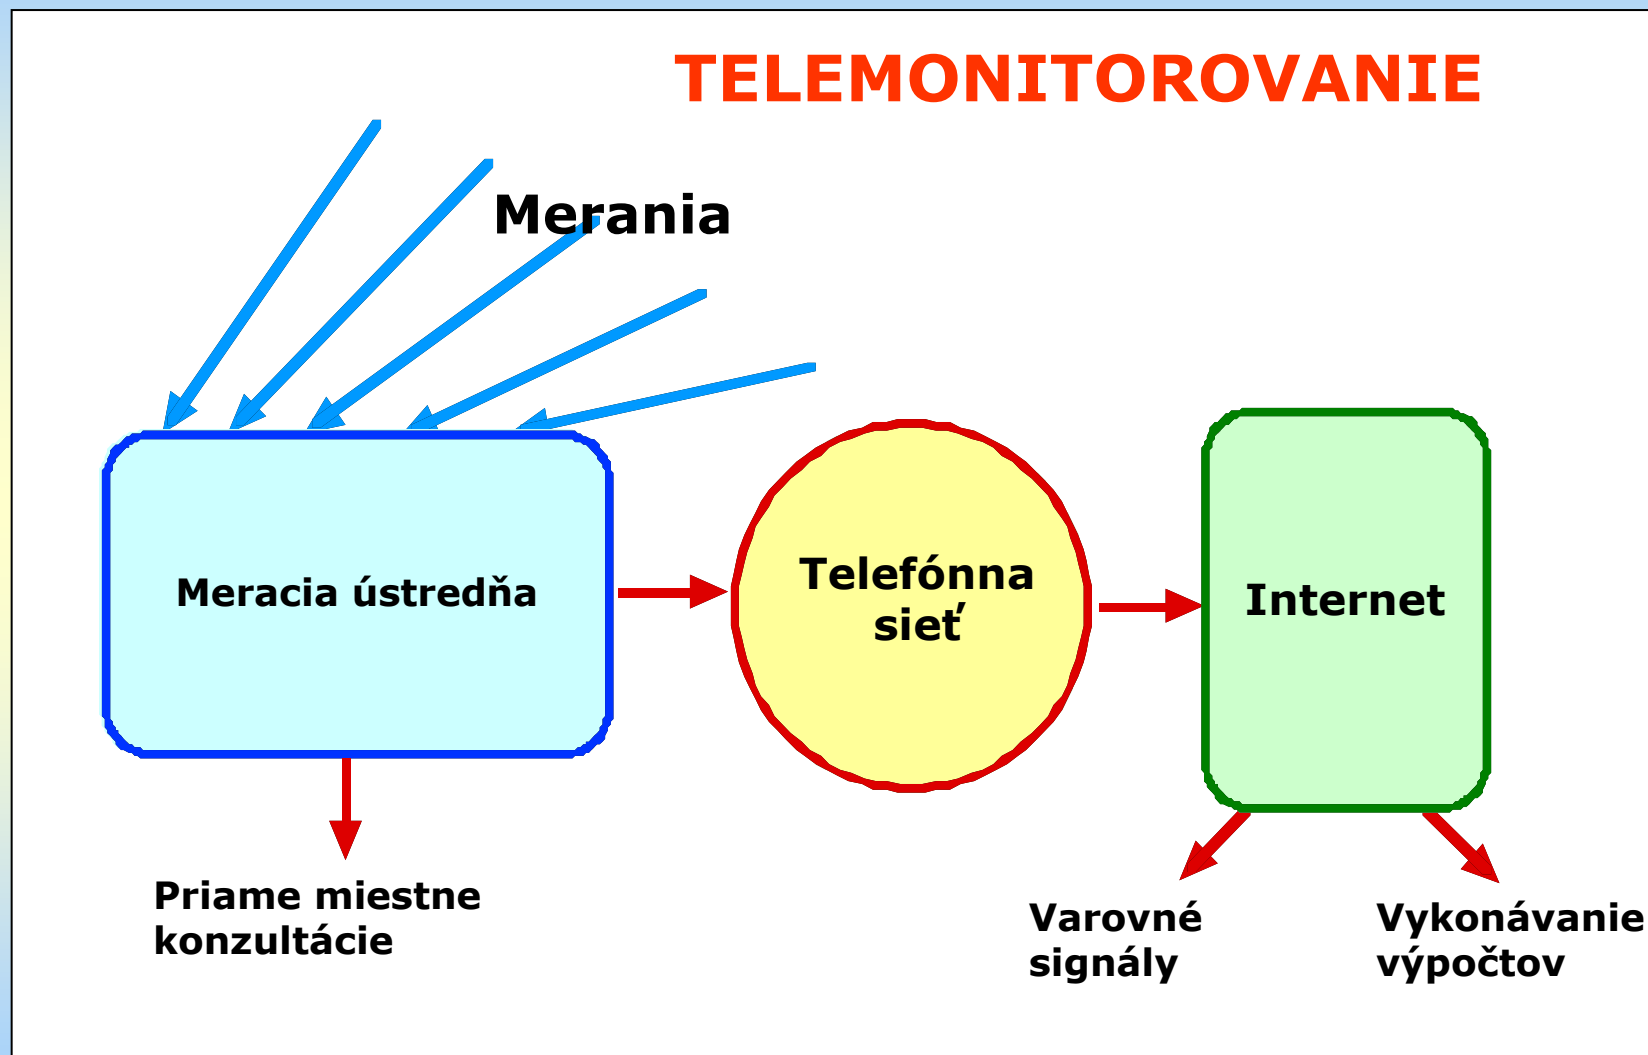 TELEMONITOROVANIE
Merania
Meracia ústredňa
Telefónna
sieť
Internet
Priame miestne
konzultácie
Varovné
signály
Vykonávanie
výpočtov